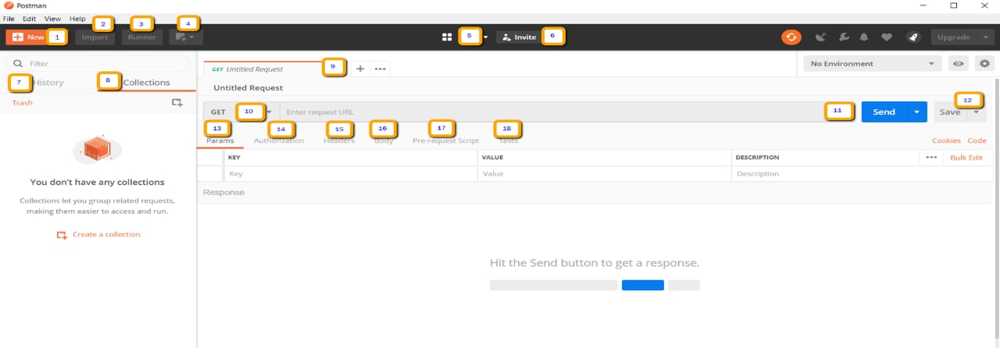 Postman
File Edit View Help
New 1 2 Import 3 Runner 4 5 Invite 6 Upgrade
Filter
7 History 8 Collections
Trash
You don't have any collections
Collections let you group related requests,
making them easier to access and run.
Create a collection
GET Untitled Request 9 + ••• No Environment
Untitled Request
GET 10 Enter request URL 11 Send Save 12
13 14 15 16 17 18
Params Authorization Headers Body Pre-request Script Tests Cookies Code
KEY VALUE DESCRIPTION ••• Bulk Edit
Key Value Description
Response
Hit the Send button to get a response.